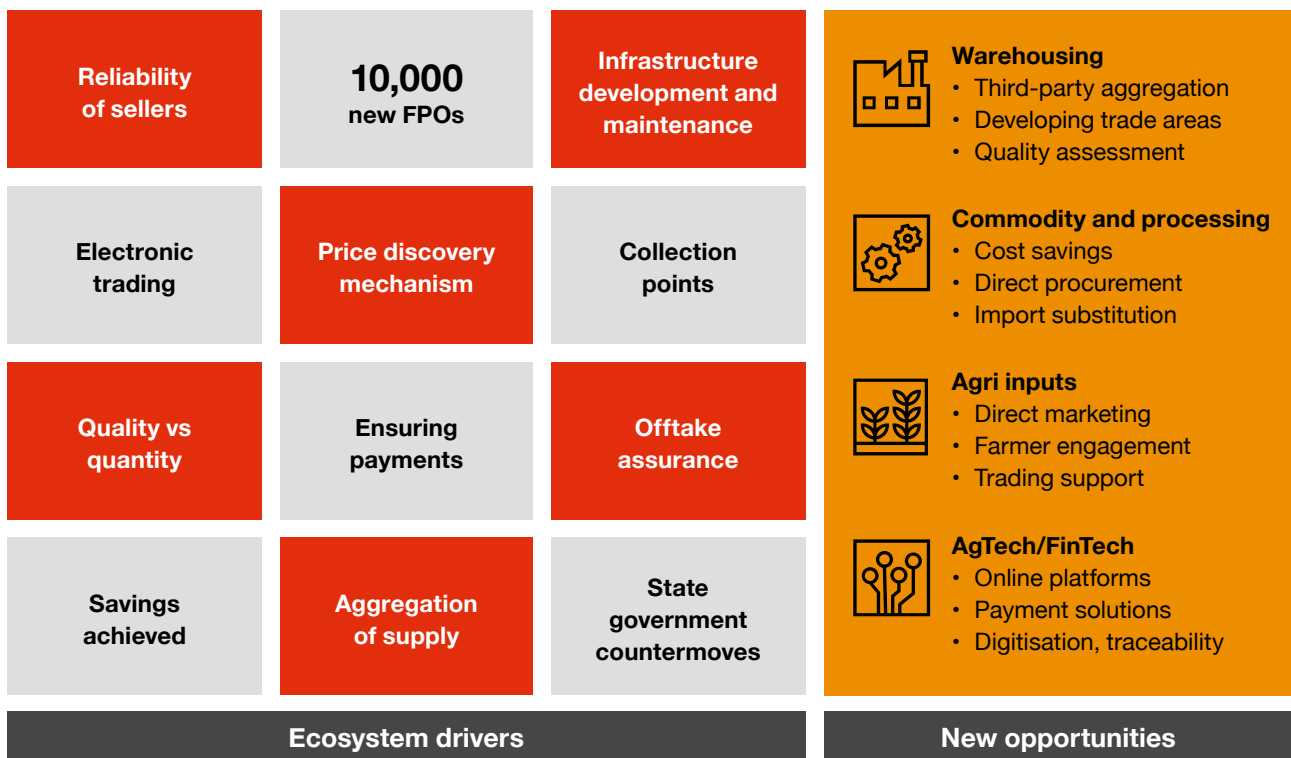 Reliability
of sellers
10,000
new FPOs
Infrastructure
development and
maintenance
Electronic
trading
Price discovery
mechanism
Collection
points
Quality vs
quantity
Ensuring
payments
Offtake
assurance
Savings
achieved
Aggregation
of supply
State
government
countermoves
Ecosystem drivers
Warehousing
• Third-party aggregation
• Developing trade areas
• Quality assessment
Commodity and processing
• Cost savings
• Direct procurement
• Import substitution
Agri inputs
• Direct marketing
• Farmer engagement
• Trading support
AgTech/FinTech
• Online platforms
• Payment solutions
• Digitisation, traceability
New opportunities